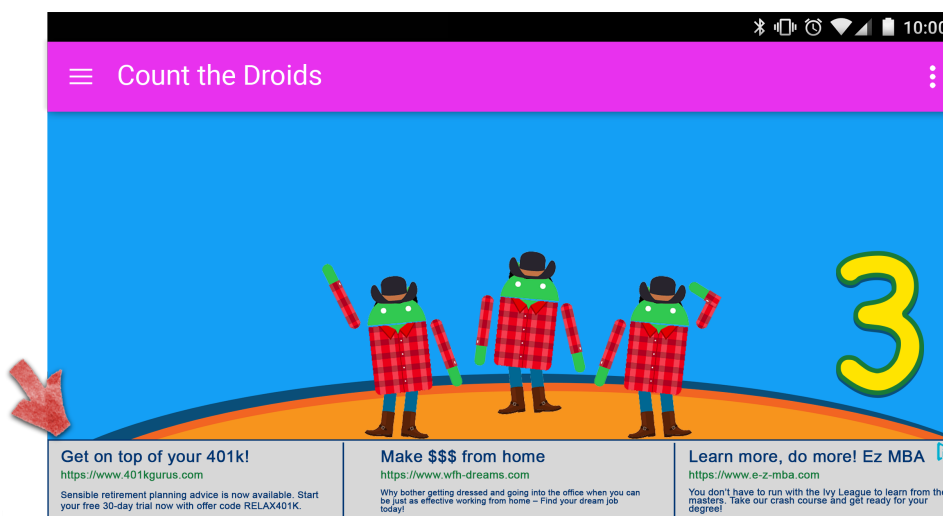 10:00
Count the Droids
3
Get on top of your 401k!
https://www.401kgurus.com
Sensible retirement planning advice is now available. Start
your free 30-day trial now with offer code RELAX401K.
Make $$$ from home
https://www.wfh-dreams.com
Why bother getting dressed and going into the office when you can
be just as effective working from home – Find your dream job
today!
Learn more, do more! Ez MBA
https://www.e-z-mba.com
You don't have to run with the Ivy League to learn from the
masters. Take our crash course and get ready for your
degree!